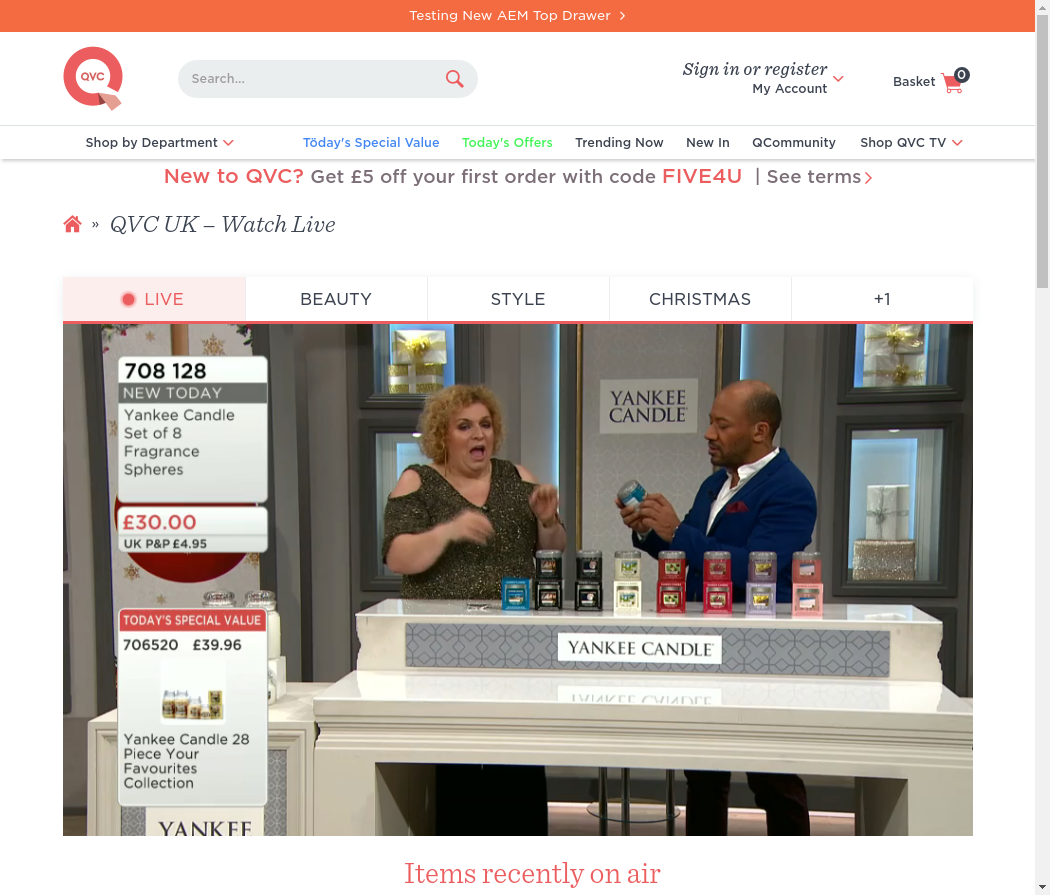 Testing New AEM Top Drawer
QVC
Search...
Sign in or register
My Account
Basket
0
Shop by Department
Töday's Special Value
Today's Offers
Trending Now
New In
QCommunity
Shop QVC TV
New to QVC? Get £5 off your first order with code FIVE4U | See terms
» QVC UK – Watch Live
LIVE
BEAUTY
STYLE
CHRISTMAS
+1
708 128
NEW TODAY
Yankee Candle
Set of 8
Fragrance
Spheres
£30.00
UK P&P £4.95
TODAY'S SPECIAL VALUE
706520 £39.96
Yankee Candle 28
Piece Your
Favourites
Collection
YANKEE
YANKEE
CANDLE
YANKEE CANDLE
Items recently on air